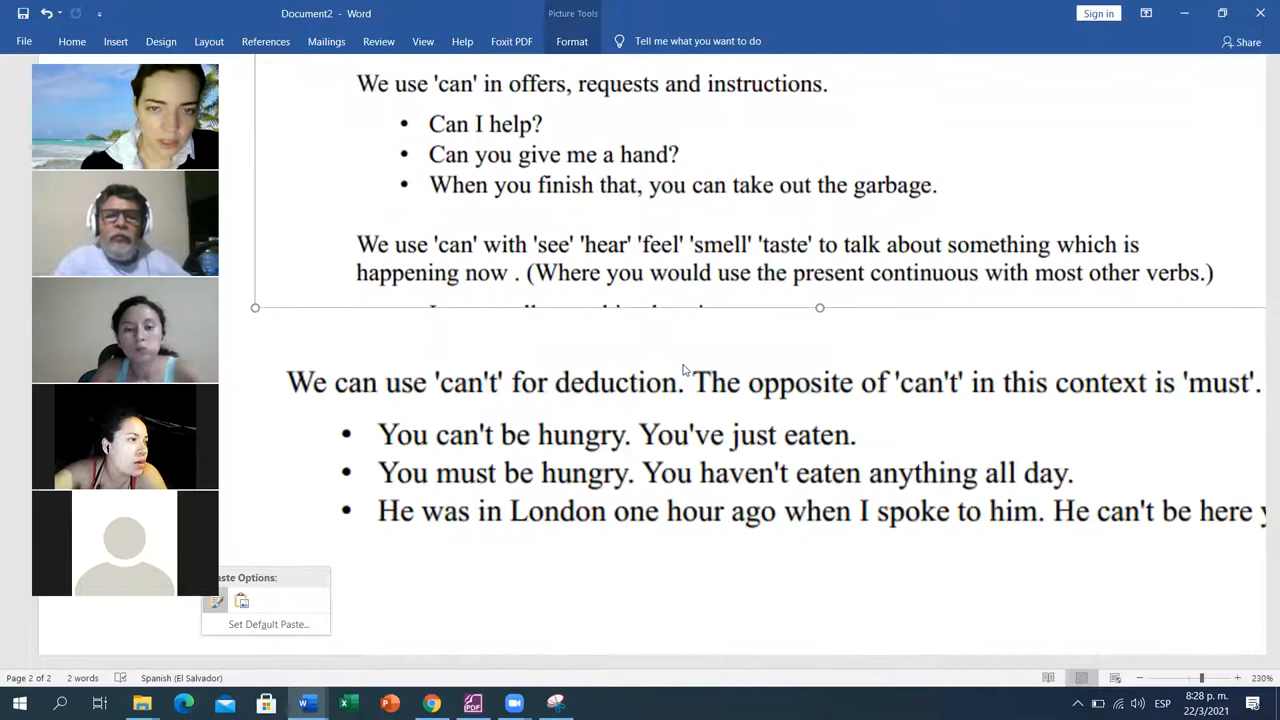 Document2 - Word
Picture Tools
Sign in
File Home Insert Design Layout References Mailings Review View Help Foxit PDF Format Tell me what you want to do Share
We use 'can' in offers, requests and instructions.
• Can I help?
• Can you give me a hand?
• When you finish that, you can take out the garbage.
We use 'can' with 'see' 'hear' 'feel' 'smell' 'taste' to talk about something which is
happening now . (Where you would use the present continuous with most other verbs.)
We can use 'can't' for deduction. The opposite of 'can't' in this context is 'must'.
• You can't be hungry. You've just eaten.
• You must be hungry. You haven't eaten anything all day.
• He was in London one hour ago when I spoke to him. He can't be here
aste Options:
Set Default Paste...
Page 2 of 2 2 words Spanish (El Salvador) 230%
ESP
8:28 p. m.
22/3/2021